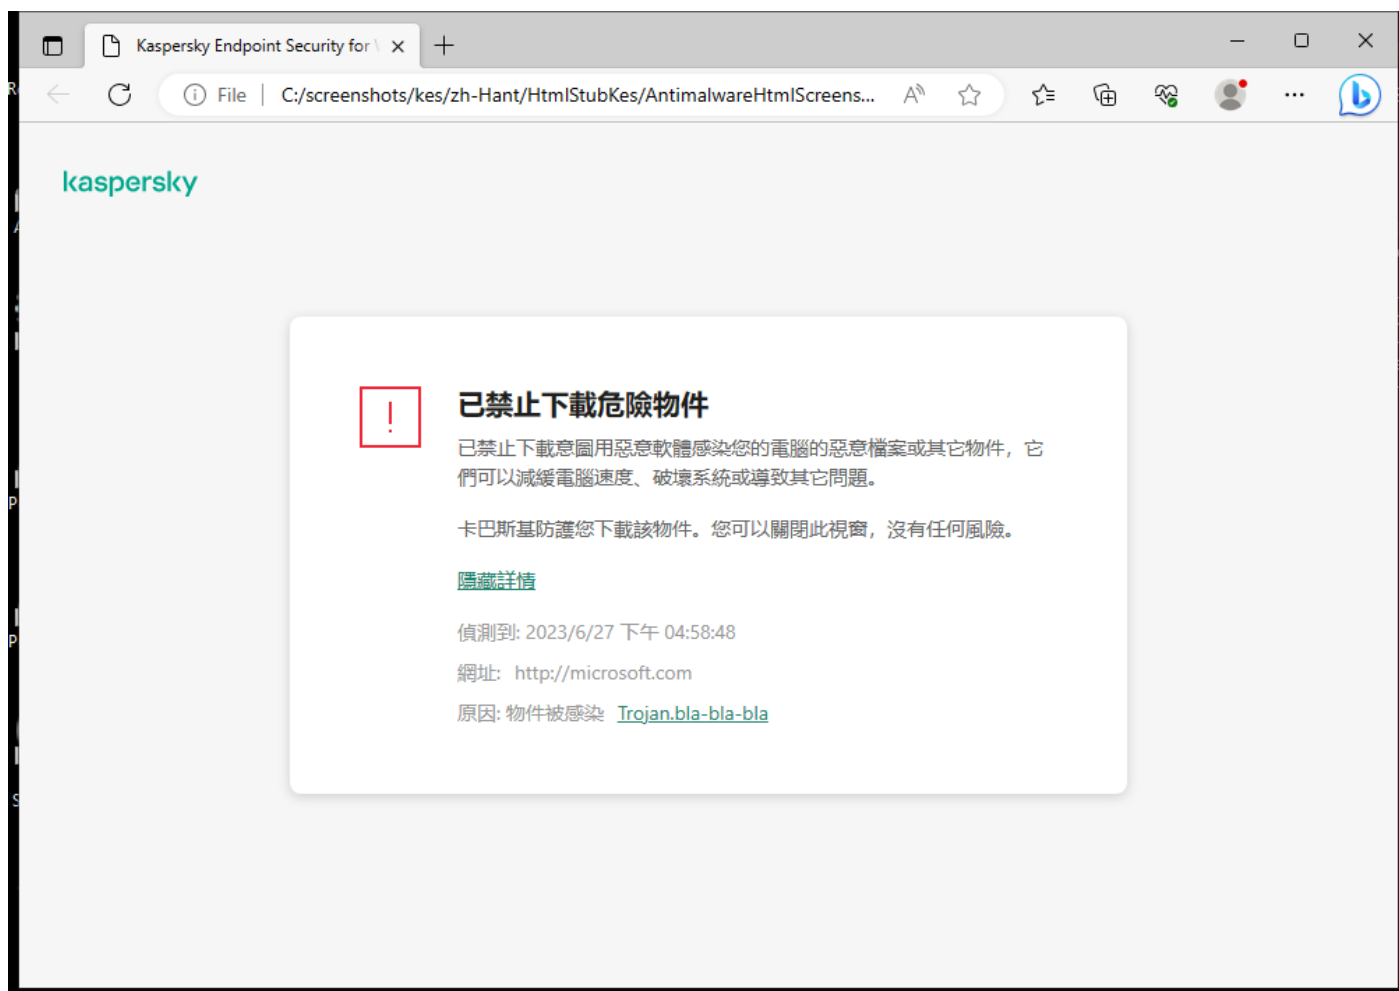 Kaspersky Endpoint Security for
File
C:/screenshots/kes/zh-Hant/HtmlStubKes/AntimalwareHtmlScreens...
kaspersky
已禁止下載危險物件
已禁止下載意圖用惡意軟體感染您的電腦的惡意檔案或其它物件，它
們可以減緩電腦速度、破壞系統或導致其它問題。
卡巴斯基防護您下載該物件。您可以關閉此視窗，沒有任何風險。
隱藏詳情
偵測到: 2023/6/27 下午 04:58:48
網址: http://microsoft.com
原因: 物件被感染 Trojan.bla-bla-bla